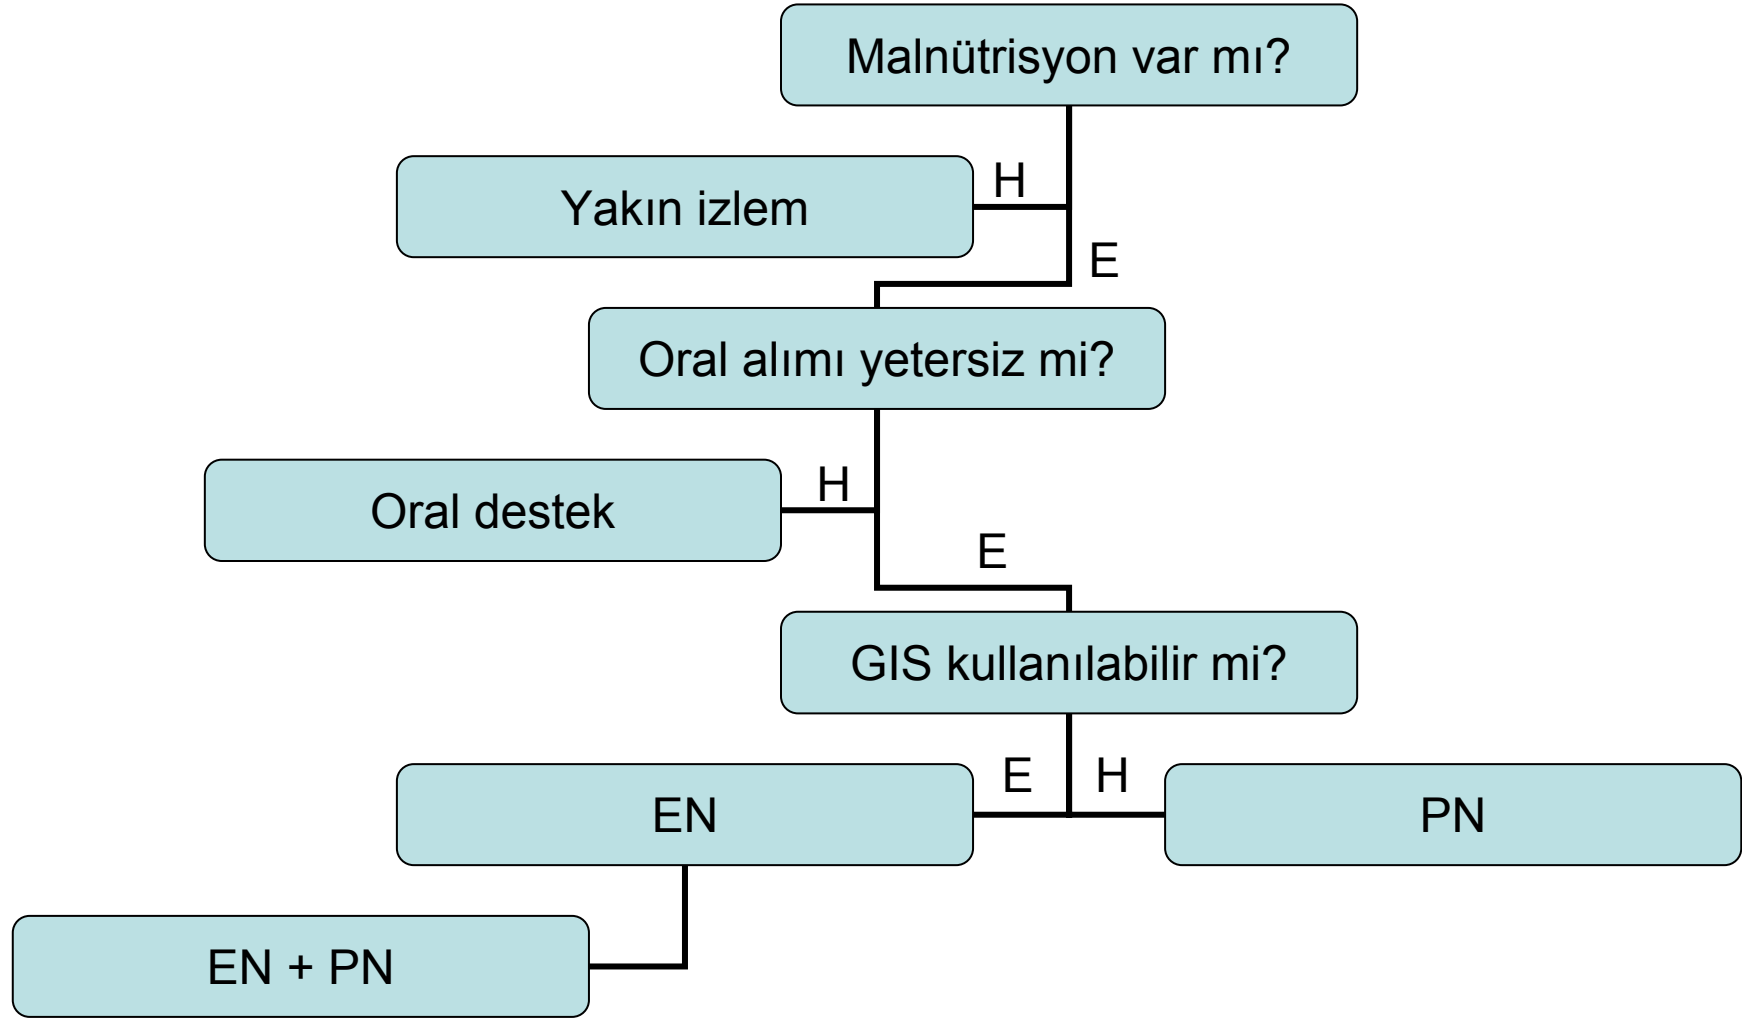 Malnütrisyon var mı?
H
Yakın izlem
E
Oral alımı yetersiz mi?
H
Oral destek
E
GIS kullanılabilir mi?
E
H
EN
PN
EN + PN